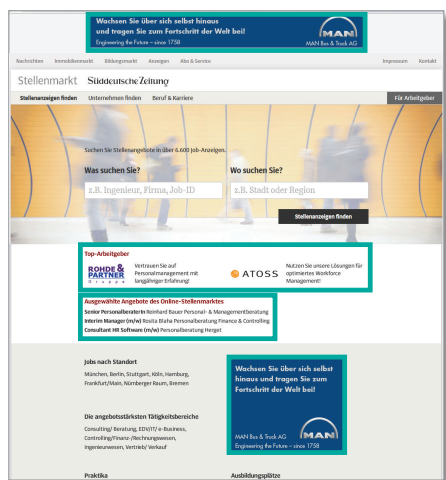 Wachsen Sie über sich selbst hinaus
und tragen Sie zum Fortschritt der Welt bei!
Engineering the Future – since 1758
MAN
MAN Bus & Truck AG
Nachrichten Immobilienmarkt Bildungsmarkt Anzeigen Abo & Service Impressum Kontakt
Stellenmarkt Süddeutsche Zeitung
Stellenanzeigen finden Unternehmen finden Beruf & Karriere Für Arbeitgeber
Suchen Sie Stellenangebote in über 6.600 Job-Anzeigen.
Was suchen Sie? Wo suchen Sie?
z.B. Ingenieur, Firma, Job-ID z.B. Stadt oder Region
Stellenanzeigen finden
Top-Arbeitgeber
ROHDE &
PARTNER
Gruppe
Vertrauen Sie auf
Personalmanagement mit
langjähriger Erfahrung!
ATOSS
Nutzen Sie unsere Lösungen für
optimiertes Workforce
Management!
Ausgewählte Angebote des Online-Stellenmarktes
Senior PersonalberaterIn Reinhard Bauer Personal- & Managementberatung
Interim Manager (m/w) Rosita Blaha Personalberatung Finance & Controlling
Consultant HR Software (m/w) Personalberatung Herget
Jobs nach Standort
München, Berlin, Stuttgart, Köln, Hamburg,
Frankfurt/Main, Nürnberger Raum, Bremen
Die angebotsstärksten Tätigkeitsbereiche
Consulting/ Beratung, EDV/IT/ e-Business,
Controlling/Finanz-/Rechnungswesen,
Ingenieurwesen, Vertrieb/ Verkauf
Wachsen Sie über sich selbst
hinaus und tragen Sie zum
Fortschritt der Welt bei!
MAN Bus & Truck AG
MAN
Engineering the Future – since 1758
Praktika Ausbildungsplätze